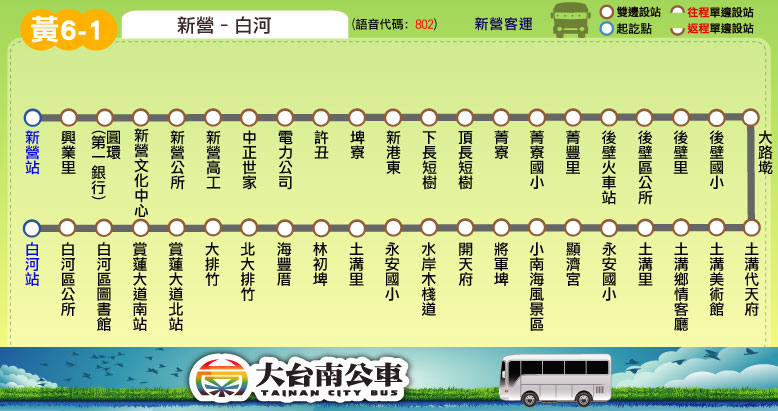 黃6-1
新營 - 白河
(語音代碼: 802)
新營客運
雙邊設站
往程單邊設站
起訖點
返程單邊設站
新營站
興業里
圓環(第一銀行)
新營文化中心
新營公所
新營高工
中正世家
電力公司
許丑
埤寮
新港東
下長短樹
頂長短樹
菁寮
菁寮國小
菁豐里
後壁火車站
後壁區公所
後壁里
後壁國小
大路墘
白河站
白河區公所
白河區圖書館
賞蓮大道南站
賞蓮大道北站
大排竹
北大排竹
海豐厝
林初埤
土溝里
永安國小
水岸木棧道
開天府
將軍埤
小南海風景區
顯濟宮
永安國小
土溝里
土溝鄉情客廳
土溝美術館
土溝代天府
大台南公車
TAINAN CITY BUS